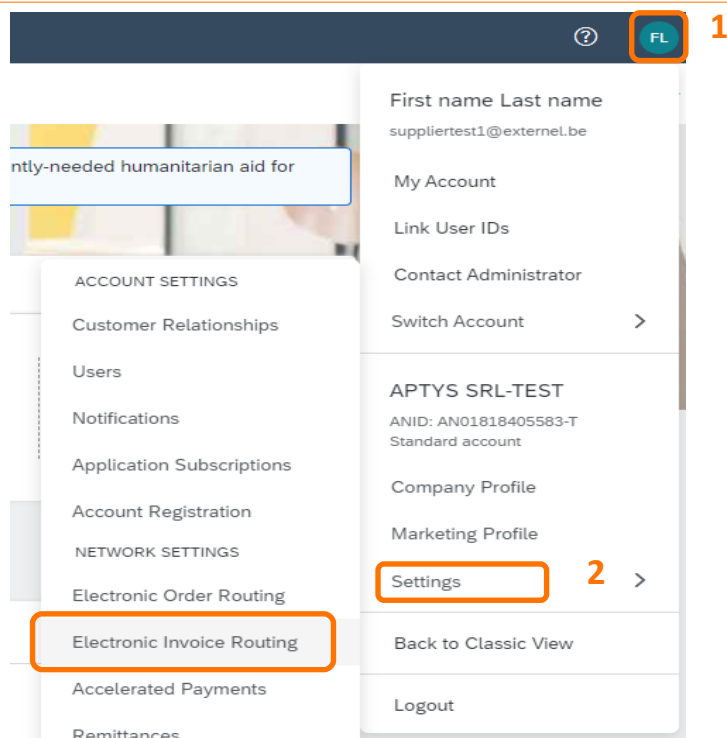 1
FL
First name Last name
suppliertest1@externel.be
ntly-needed humanitarian aid for
My Account
Link User IDs
Contact Administrator
Switch Account
ACCOUNT SETTINGS
Customer Relationships
Users
Notifications
Application Subscriptions
Account Registration
NETWORK SETTINGS
Electronic Order Routing
Electronic Invoice Routing
Accelerated Payments
Remittances
APTYS SRL-TEST
ANID: AN01818405583-T
Standard account
Company Profile
Marketing Profile
Settings
2
Back to Classic View
Logout